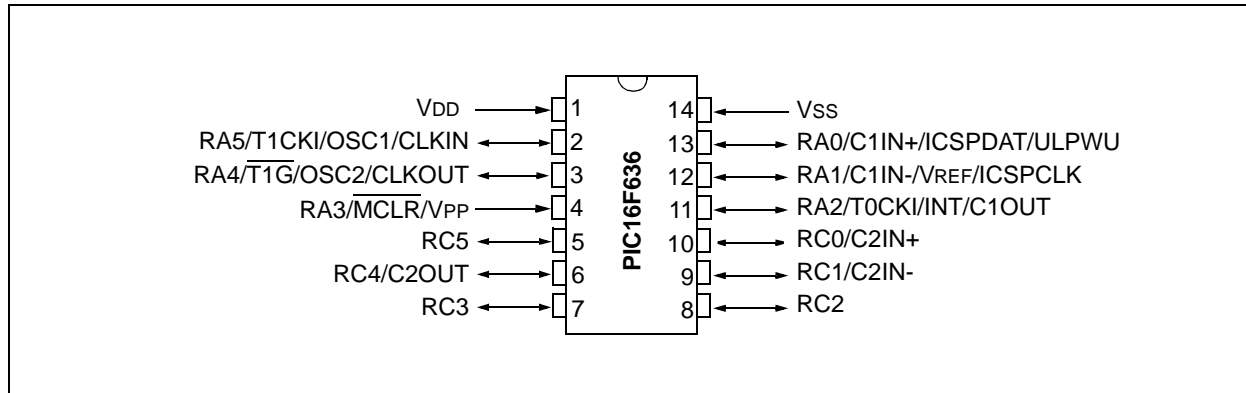 VDD 1 14 VSS
RA5/T1CKI/OSC1/CLKIN 2 13 RA0/C1IN+/ICSPDAT/ULPWU
RA4/T1G/OSC2/CLKOUT 3 12 RA1/C1IN-/VREF/ICSPCLK
RA3/MCLR/VPP 4 11 RA2/T0CKI/INT/C1OUT
RC5 5 10 RC0/C2IN+
RC4/C2OUT 6 9 RC1/C2IN-
RC3 7 8 RC2
PIC16F636